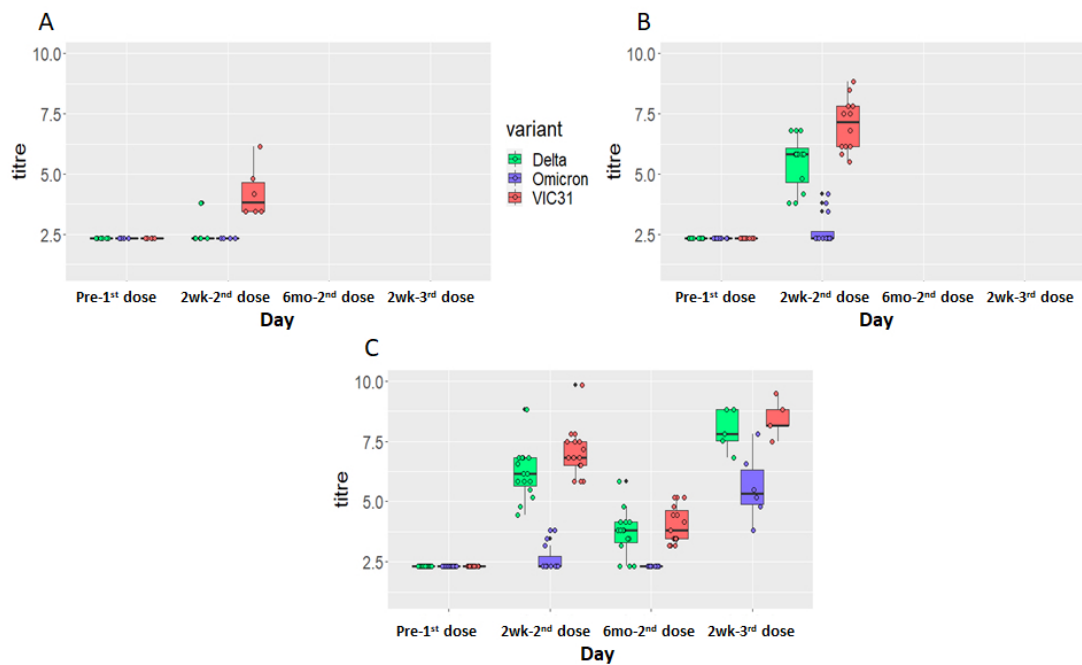 A
10.0
7.5
5.0
2.5
titre
Pre-1st dose 2wk-2nd dose 6mo-2nd dose 2wk-3rd dose
Day
variant
Delta
Omicron
VIC31
B
10.0
7.5
5.0
2.5
titre
Pre-1st dose 2wk-2nd dose 6mo-2nd dose 2wk-3rd dose
Day
C
10.0
7.5
5.0
2.5
titre
Pre-1st dose 2wk-2nd dose 6mo-2nd dose 2wk-3rd dose
Day